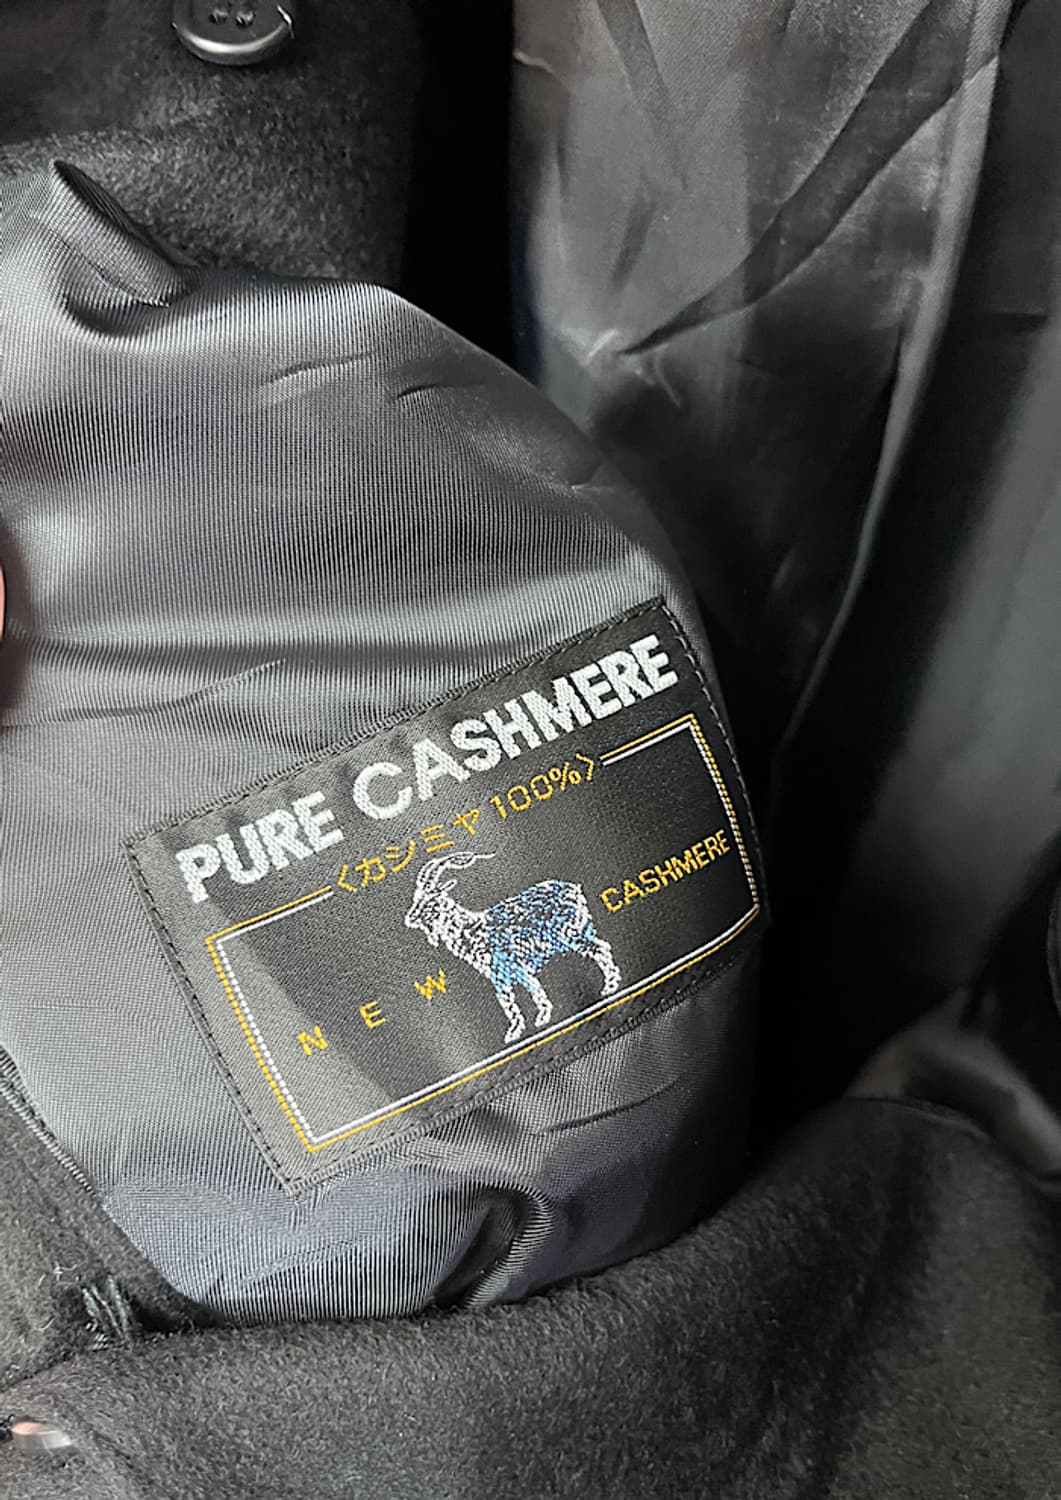 PURE CASHMERE
〈カシミヤ100%〉
NEW CASHMERE